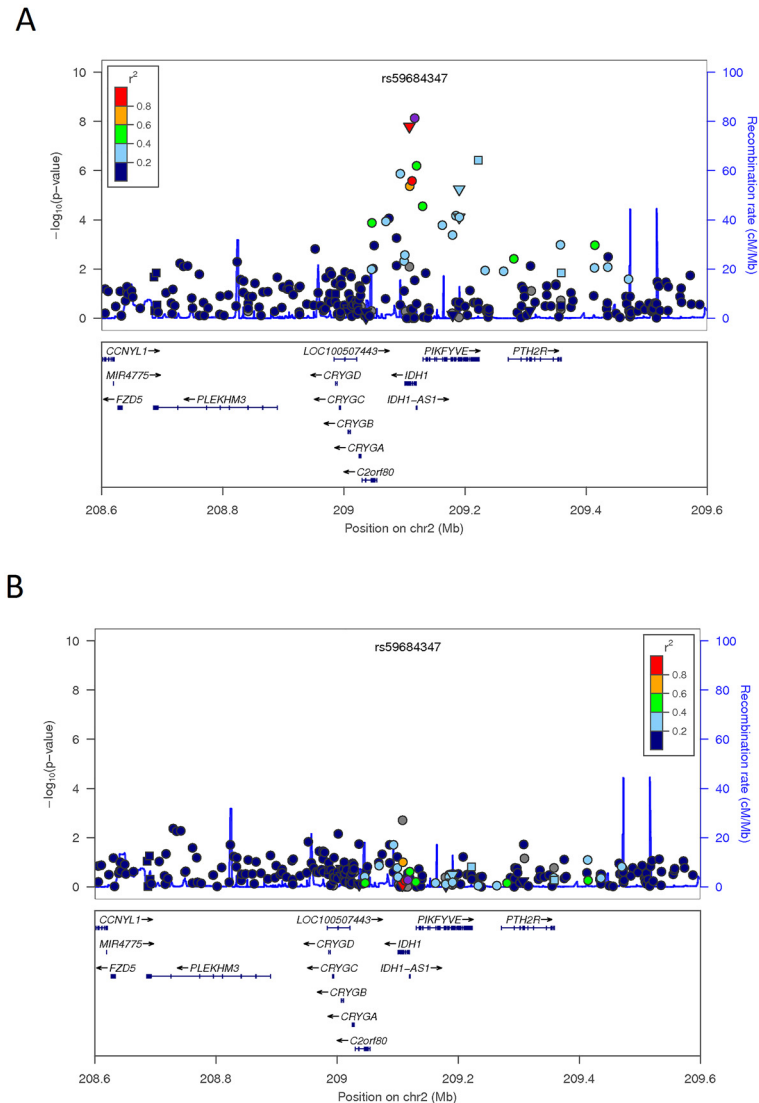 A
rs59684347
r2
0.8
0.6
0.4
0.2
10
8
6
4
2
0
−log10(p−value)
100
80
60
40
20
0
Recombination rate (cM/Mb)
CCNYL1→ LOC100507443→ PIKFYVE→ PTH2R→
MIR4775→ ←CRYGD ←IDH1
←FZD5 ←PLEKHM3 ←CRYGC IDH1−AS1→
←CRYGB
←CRYGA
←C2orf80
208.6 208.8 209 209.2 209.4 209.6
Position on chr2 (Mb)
B
rs59684347
r2
0.8
0.6
0.4
0.2
10
8
6
4
2
0
−log10(p−value)
100
80
60
40
20
0
Recombination rate (cM/Mb)
CCNYL1→ LOC100507443→ PIKFYVE→ PTH2R→
MIR4775→ ←CRYGD ←IDH1
←FZD5 ←PLEKHM3 ←CRYGC IDH1−AS1→
←CRYGB
←CRYGA
←C2orf80
208.6 208.8 209 209.2 209.4 209.6
Position on chr2 (Mb)